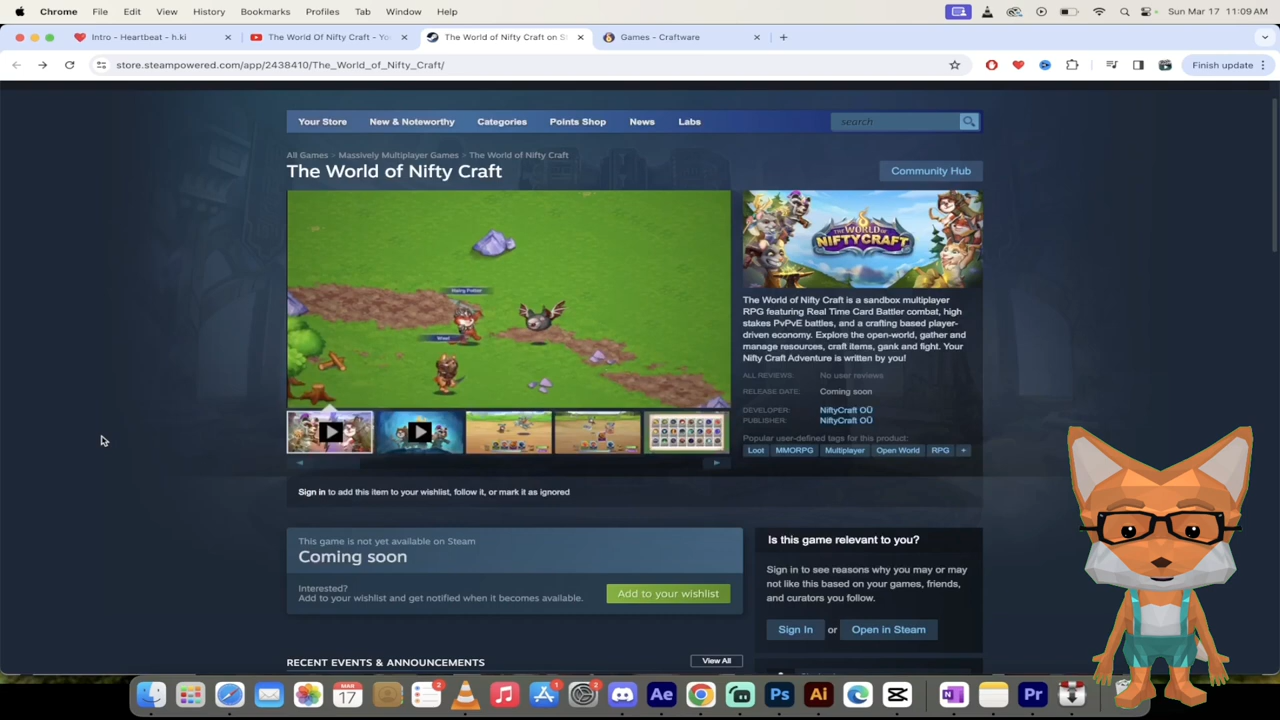 Chrome File Edit View History Bookmarks Profiles Tab Window Help Sun Mar 17 11:09 AM
Intro - Heartbeat - h.ki The World Of Nifty Craft - Yo The World of Nifty Craft on S Games - Craftware
store.steampowered.com/app/2438410/The_World_of_Nifty_Craft/ Finish update
Your Store New & Noteworthy Categories Points Shop News Labs search
All Games > Massively Multiplayer Games > The World of Nifty Craft
The World of Nifty Craft Community Hub
THE WORLD OF
NIFTYCRAFT
The World of Nifty Craft is a sandbox multiplayer
RPG featuring Real Time Card Battler combat, high
stakes PvPvE battles, and a crafting based player-
driven economy. Explore the open-world, gather and
manage resources, craft items, gank and fight. Your
Nifty Craft Adventure is written by you!
ALL REVIEWS: No user reviews
RELEASE DATE: Coming soon
DEVELOPER: NiftyCraft OÜ
PUBLISHER: NiftyCraft OÜ
Popular user-defined tags for this product:
Loot MMORPG Multiplayer Open World RPG +
Sign in to add this item to your wishlist, follow it, or mark it as ignored
This game is not yet available on Steam
Coming soon
Interested?
Add to your wishlist and get notified when it becomes available.
Add to your wishlist
Is this game relevant to you?
Sign in to see reasons why you may or may
not like this based on your games, friends,
and curators you follow.
Sign In or Open in Steam
RECENT EVENTS & ANNOUNCEMENTS View All
MAR
17
2
1
2
Ae
Ps
Ai
N
Pr